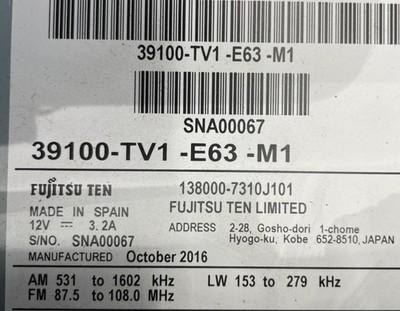 39100-TV1 -E63 -M1
SNA00067
39100-TV1 -E63 -M1
FUJITSU TEN 138000-7310J101
MADE IN SPAIN FUJITSU TEN LIMITED
12V ⎓ 3.2A ADDRESS 2-28, Gosho-dori 1-chome
S/NO. SNA00067 Hyogo-ku, Kobe 652-8510, JAPAN
MANUFACTURED October 2016
AM 531 to 1602 kHz LW 153 to 279 kHz
FM 87.5 to 108.0 MHz